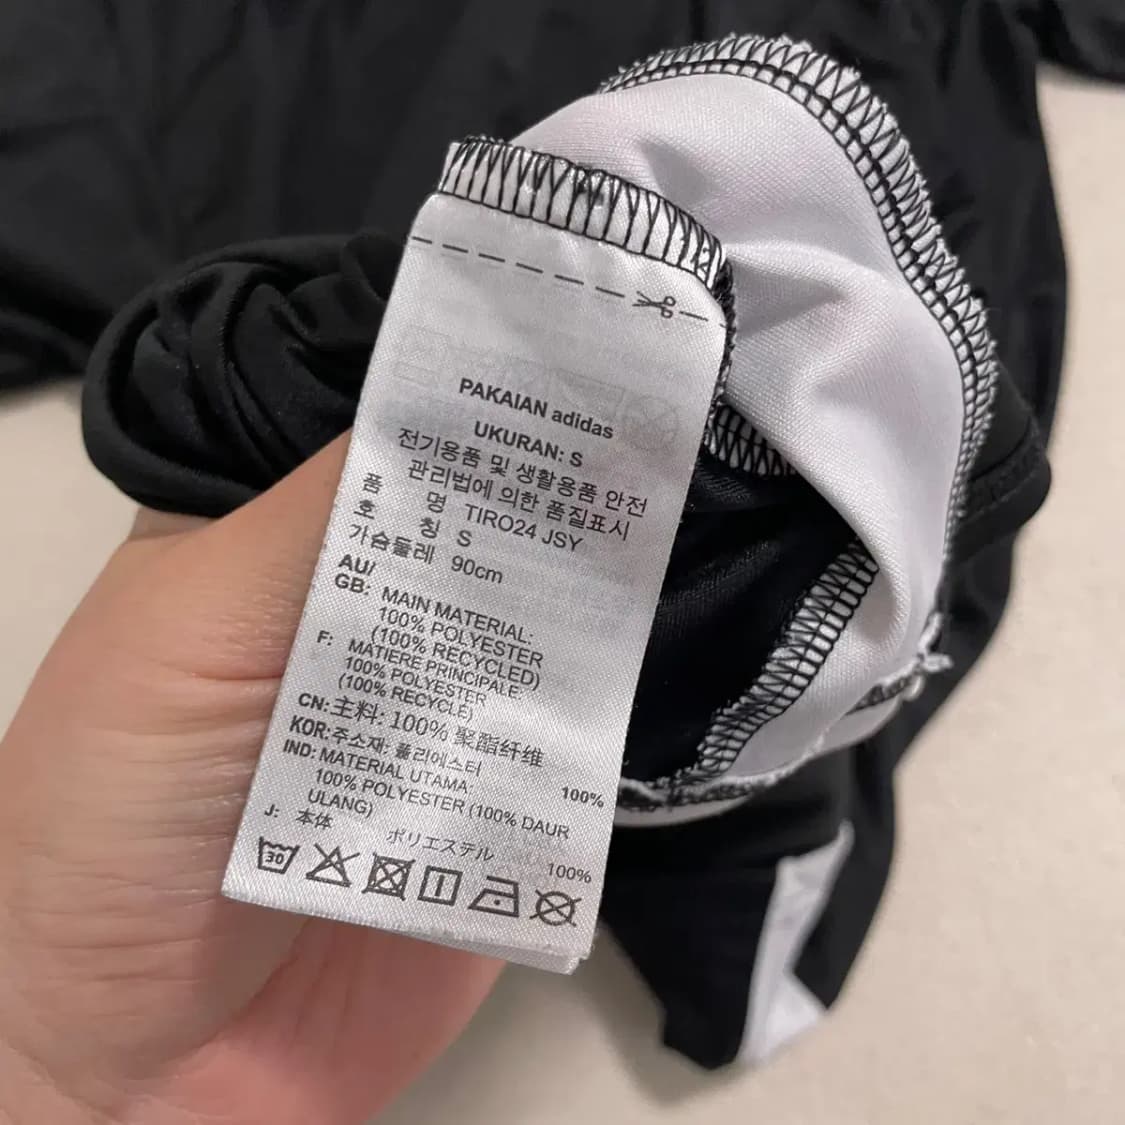 PAKAIAN adidas
UKURAN: S
전기용품 및 생활용품 안전
관리법에 의한 품질표시
품 명 TIRO24 JSY
호 칭 S
가슴둘레 90cm
AU/
GB: MAIN MATERIAL:
100% POLYESTER
(100% RECYCLED)
F: MATIERE PRINCIPALE:
100% POLYESTER
(100% RECYCLE)
CN: 主料: 100% 聚酯纤维
KOR: 주소재: 폴리에스터 100%
IND: MATERIAL UTAMA
100% POLYESTER (100% DAUR
ULANG)
J: 本体
ポリエステル 100%
30